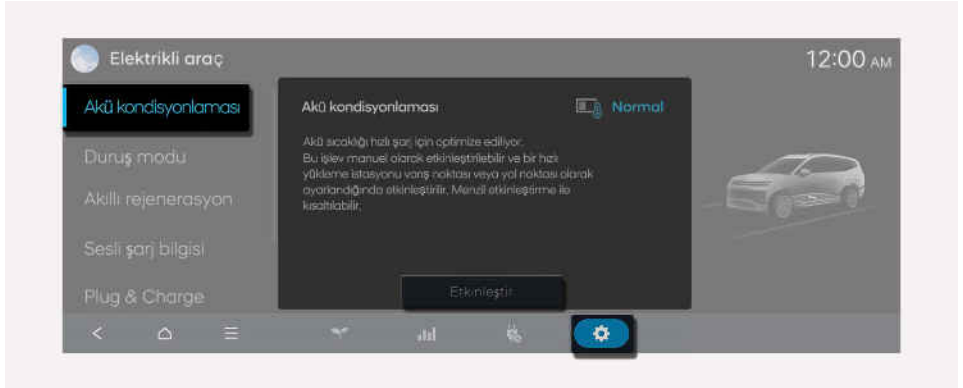 Elektrikli araç
12:00 AM
Akü kondisyonlaması
Duruş modu
Akıllı rejenerasyon
Sesli şarj bilgisi
Plug & Charge
Akü kondisyonlaması
Normal
Akü sıcaklığı hızlı şarj için optimize ediliyor.
Bu işlev manuel olarak etkinleştirilebilir ve bir hızlı
yükleme istasyonu varış noktası veya yol noktası olarak
ayarlandığında etkinleştirilir. Menzil etkinleştirme ile
kısaltılabilir.
Etkinleştir